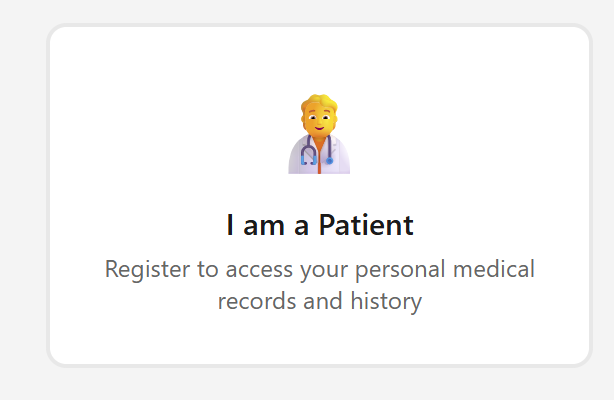 I am a Patient
Register to access your personal medical
records and history